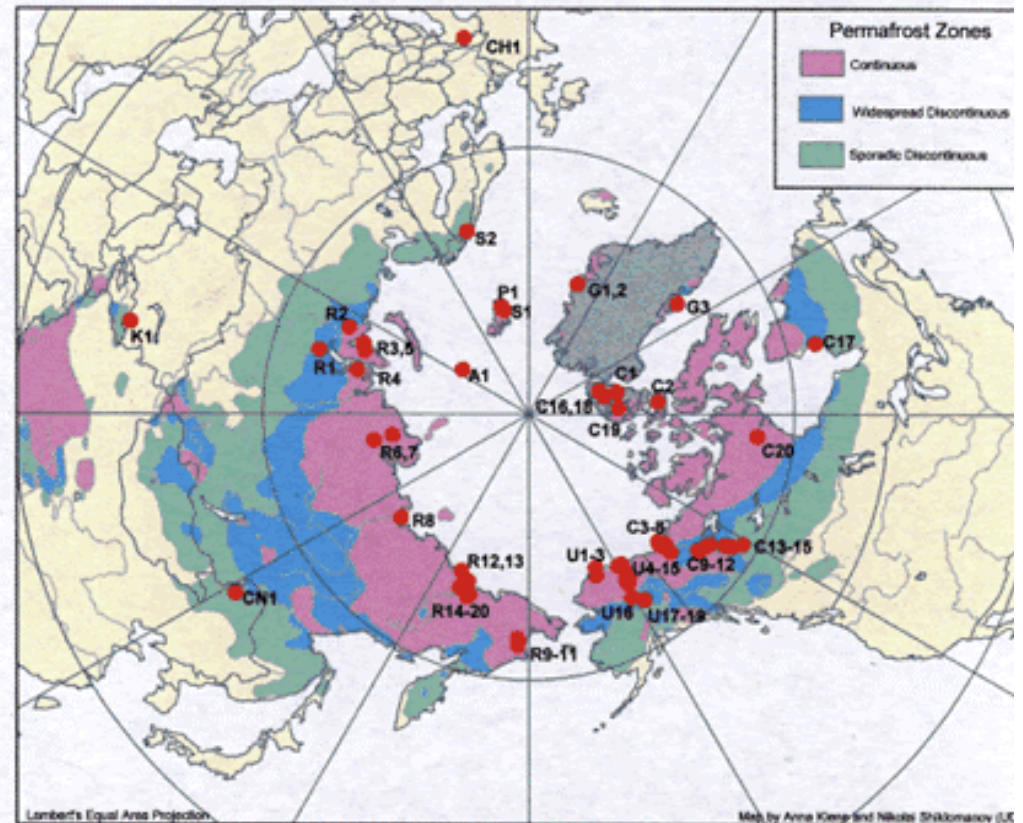 Permafrost Zones
Continuous
Widespread Discontinuous
Sporadic Discontinuous
CH1
S2
P1
S1
G1,2
G3
K1
R2
R3,5
R1
R4
A1
C1
C2
C17
C16,18
C19
C20
R6,7
R8
C3-8
C13-15
U1-3
U4-15
C9-12
R12,13
R14-20
CN1
U16
U17-19
R9-11
Lambert's Equal Area Projection
Map by Anna and Nikolai Shiklomanov